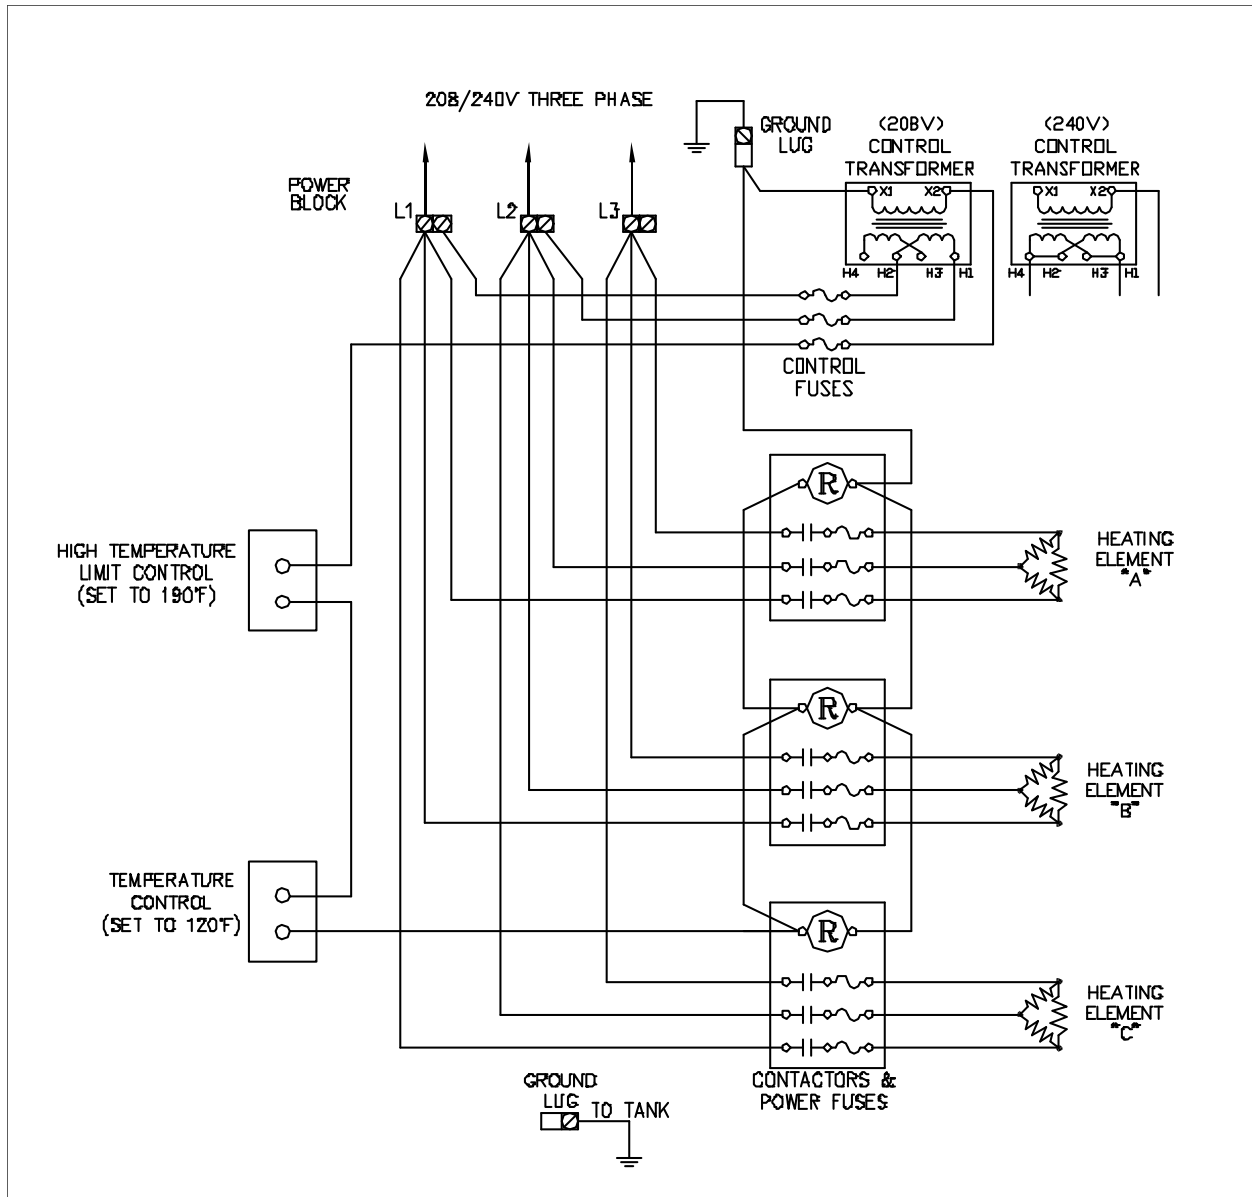 208/240V THREE PHASE
GROUND
LUG
(208V)
CONTROL
TRANSFORMER
(240V)
CONTROL
TRANSFORMER
POWER
BLOCK
L1
L2
L3
X1 X2
X1 X2
H4 H2 H3 H1
H4 H2 H3 H1
CONTROL
FUSES
R
HIGH TEMPERATURE
LIMIT CONTROL
(SET TO 190°F)
HEATING
ELEMENT
"A"
R
HEATING
ELEMENT
"B"
TEMPERATURE
CONTROL
(SET TO 120°F)
R
HEATING
ELEMENT
"C"
CONTACTORS &
POWER FUSES
GROUND
LUG
TO TANK